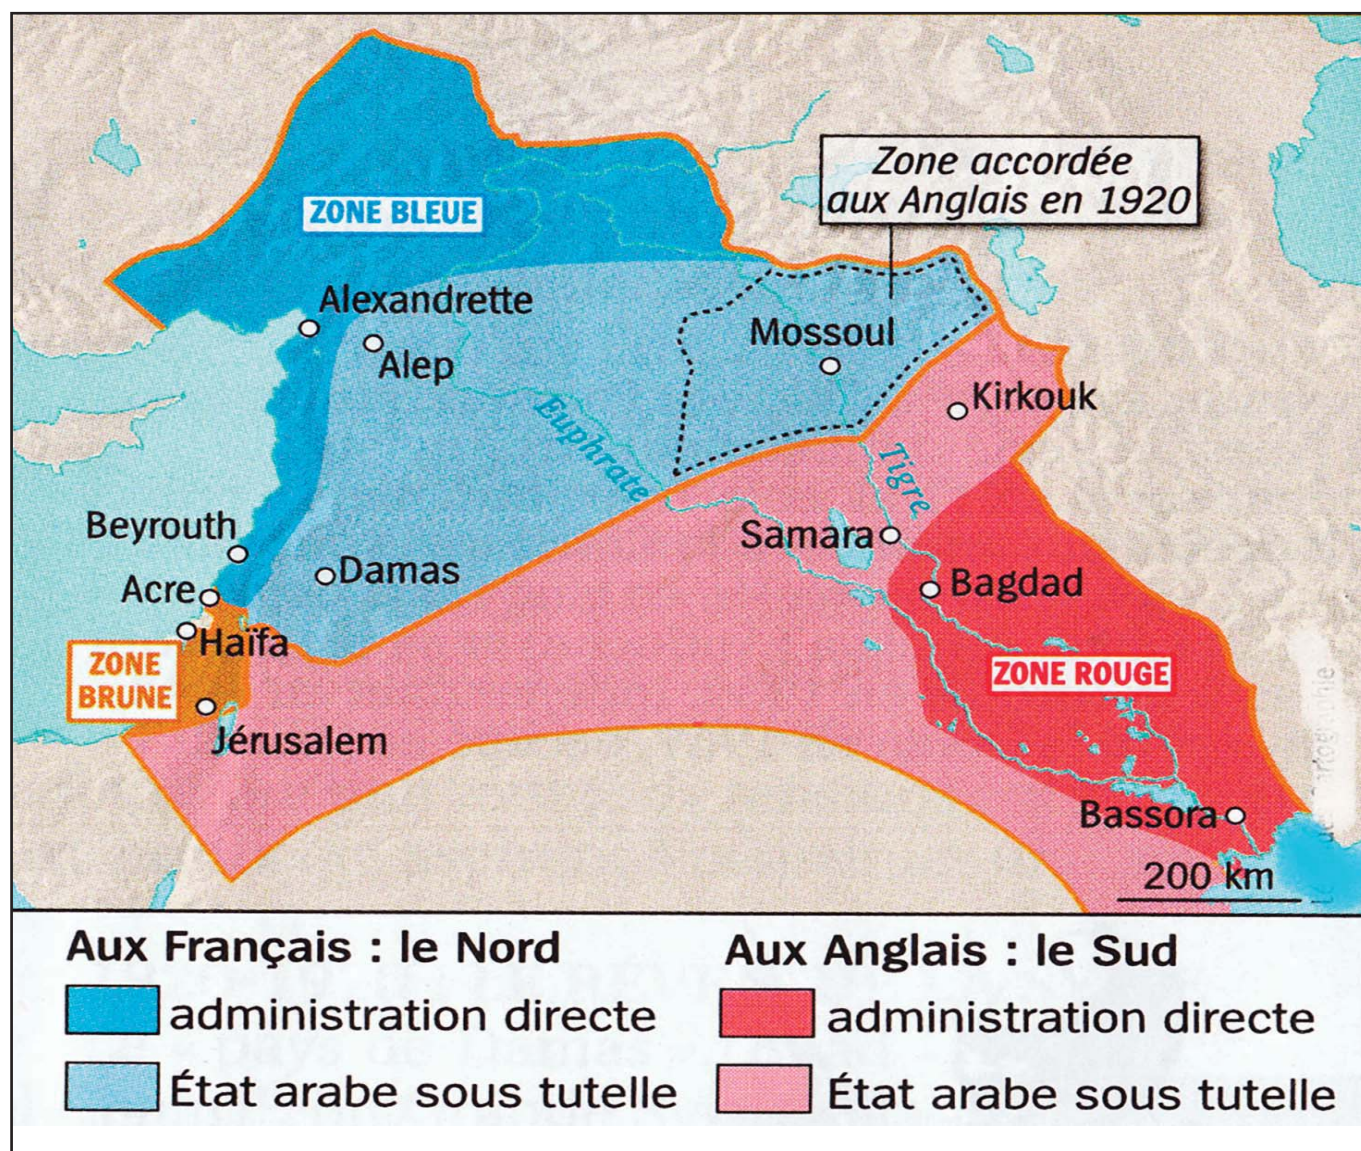 Zone accordée
aux Anglais en 1920
ZONE BLEUE
Alexandrette
Alep
Mossoul
Kirkouk
Euphrate
Tigre
Beyrouth
Samara
Damas
Acre
Bagdad
Haïfa
ZONE
BRUNE
ZONE ROUGE
Jérusalem
Bassora
200 km
Aux Français : le Nord
administration directe
État arabe sous tutelle
Aux Anglais : le Sud
administration directe
État arabe sous tutelle